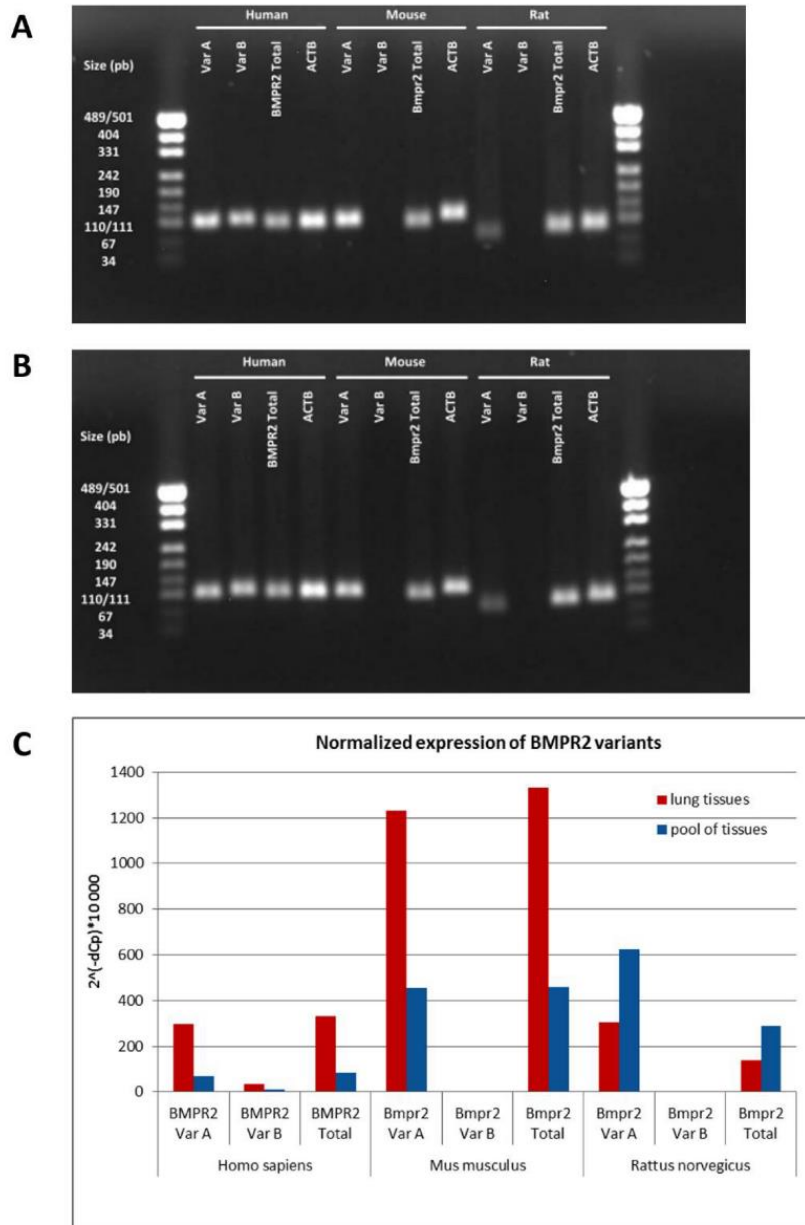 A
Human Mouse Rat
Size (pb) Var A Var B BMPR2 Total ACTB Var A Var B Bmpr2 Total ACTB Var A Var B Bmpr2 Total ACTB
489/501
404
331
242
190
147
110/111
67
34
B
Human Mouse Rat
Size (pb) Var A Var B BMPR2 Total ACTB Var A Var B Bmpr2 Total ACTB Var A Var B Bmpr2 Total ACTB
489/501
404
331
242
190
147
110/111
67
34
C
Normalized expression of BMPR2 variants
2^(-dCp)*10 000
1400
1200
1000
800
600
400
200
0
lung tissues
pool of tissues
BMPR2 BMPR2 BMPR2 Bmpr2 Bmpr2 Bmpr2 Bmpr2 Bmpr2 Bmpr2
Var A Var B Total Var A Var B Total Var A Var B Total
Homo sapiens Mus musculus Rattus norvegicus